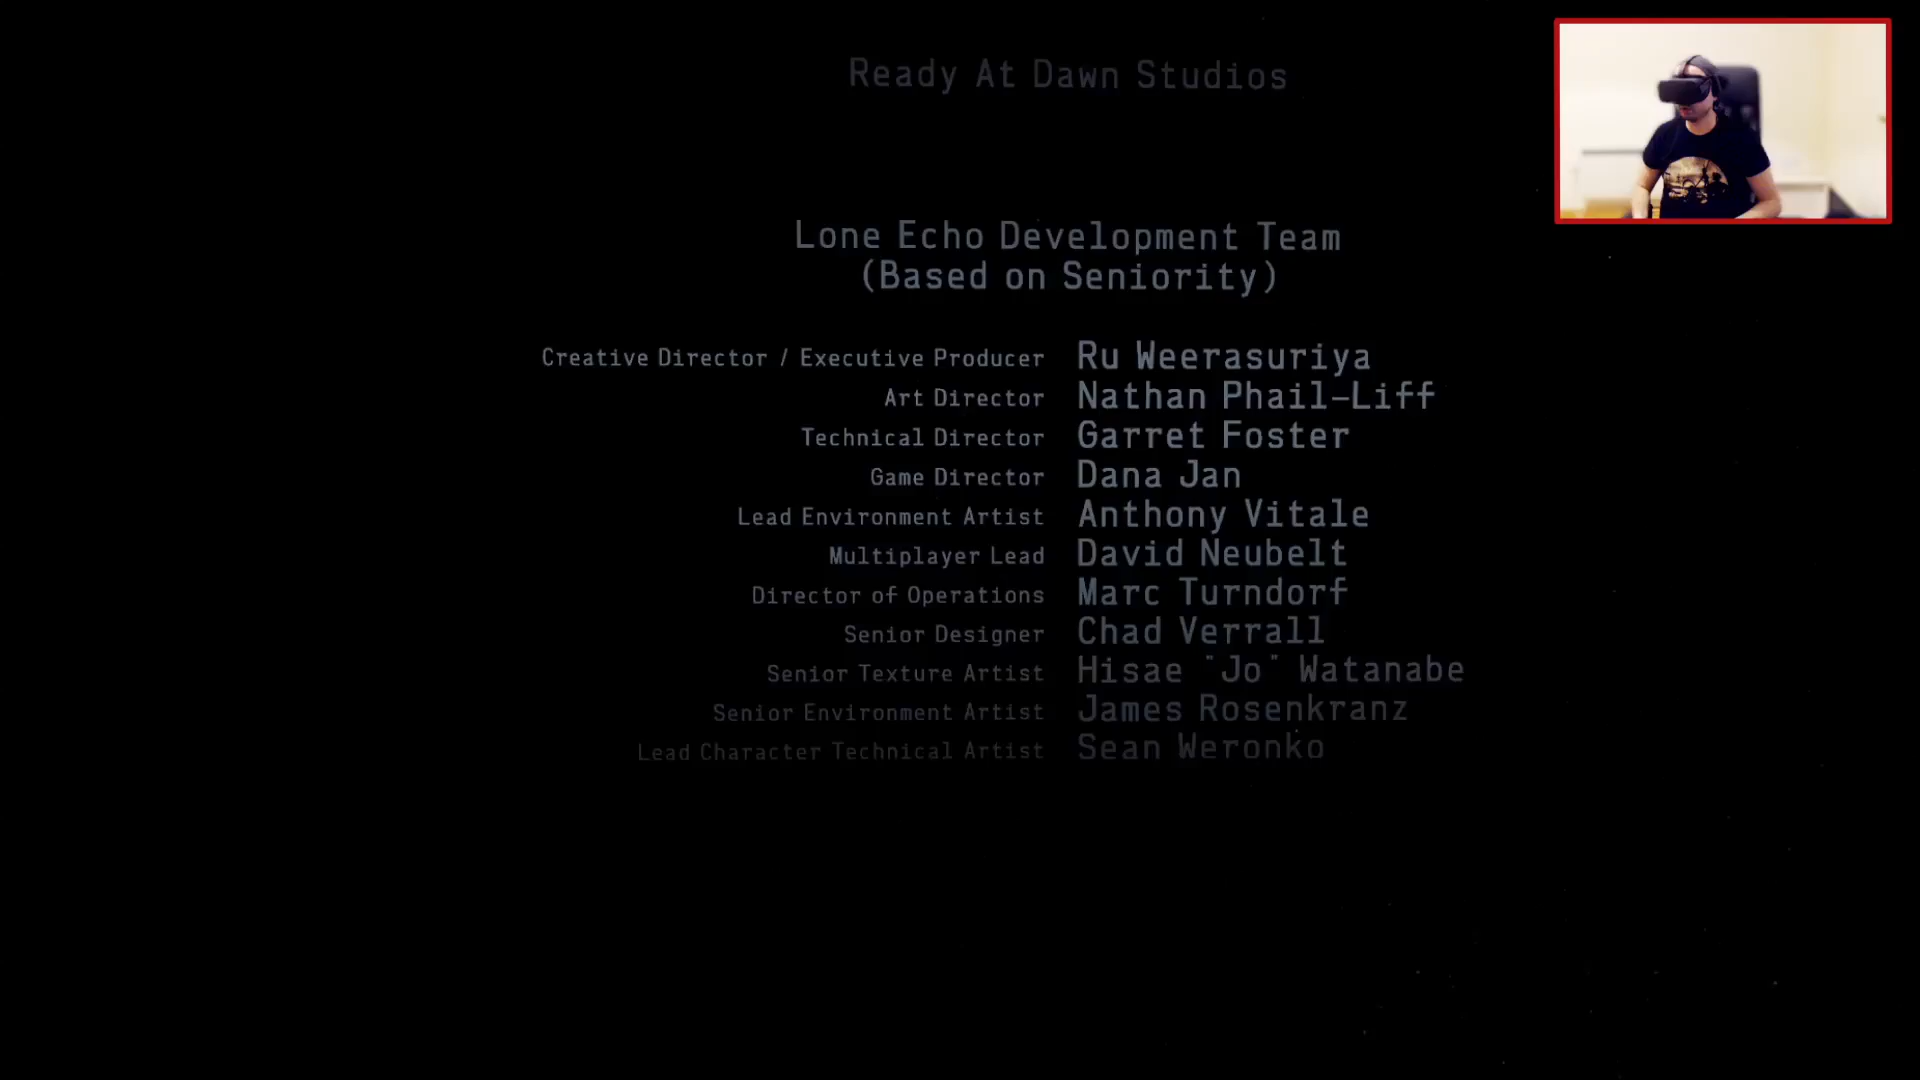 Ready At Dawn Studios
Lone Echo Development Team
(Based on Seniority)
Creative Director / Executive Producer Ru Weerasuriya
Art Director Nathan Phail-Liff
Technical Director Garret Foster
Game Director Dana Jan
Lead Environment Artist Anthony Vitale
Multiplayer Lead David Neubelt
Director of Operations Marc Turndorf
Senior Designer Chad Verrall
Senior Texture Artist Hisae "Jo" Watanabe
Senior Environment Artist James Rosenkranz
Lead Character Technical Artist Sean Weronko